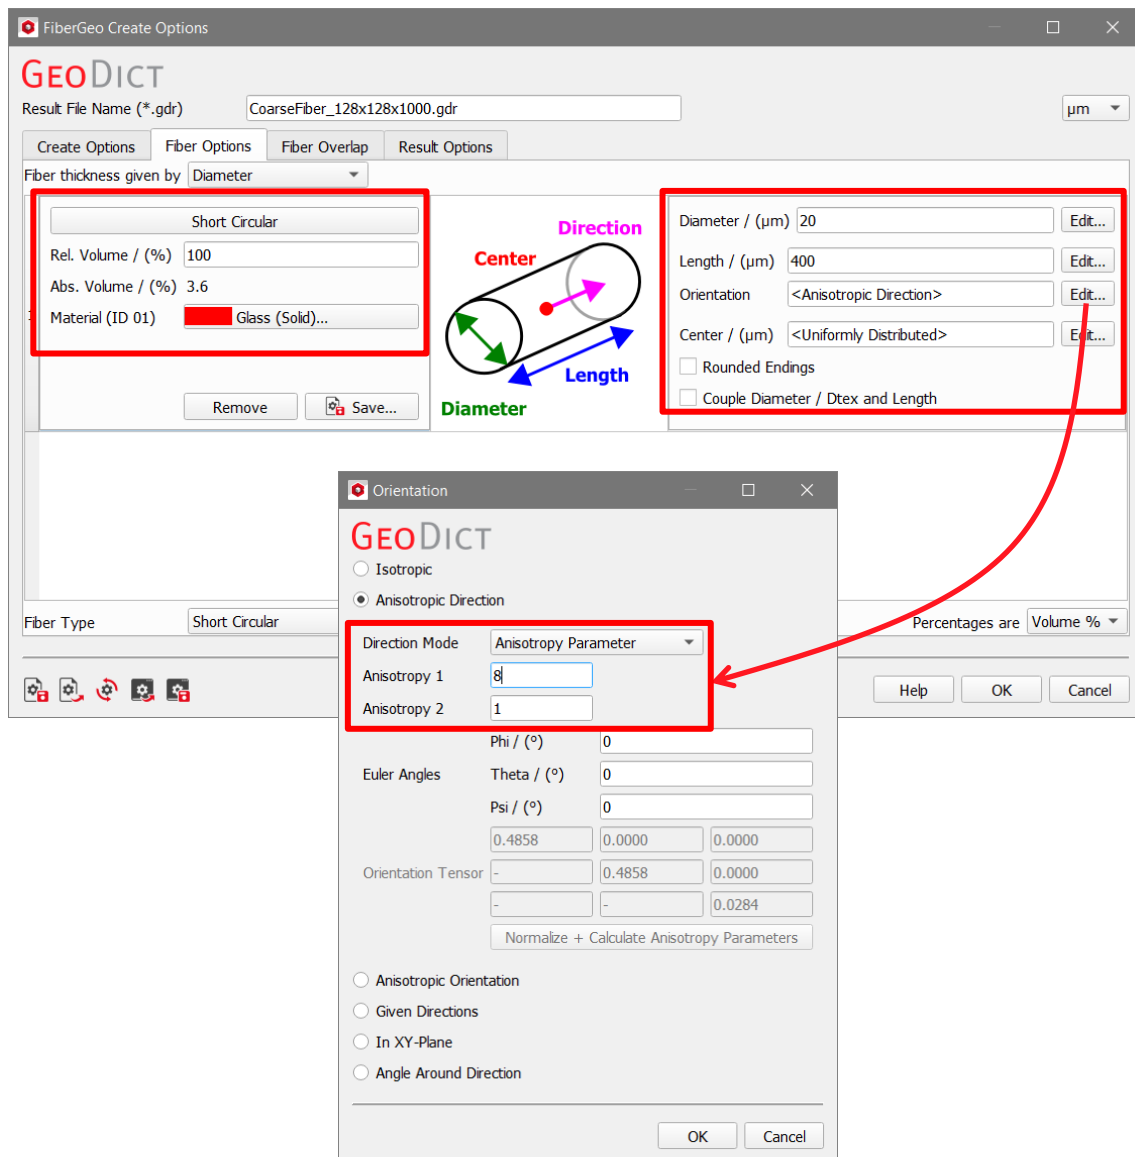 FiberGeo Create Options
GEODICT
Result File Name (*.gdr) CoarseFiber_128x128x1000.gdr µm
Create Options Fiber Options Fiber Overlap Result Options
Fiber thickness given by Diameter
Short Circular
Rel. Volume / (%) 100
Abs. Volume / (%) 3.6
Material (ID 01) Glass (Solid)...
Remove Save...
Direction
Center
Length
Diameter
Diameter / (µm) 20 Edit...
Length / (µm) 400 Edit...
Orientation <Anisotropic Direction> Edit...
Center / (µm) <Uniformly Distributed> Edit...
Rounded Endings
Couple Diameter / Dtex and Length
Fiber Type Short Circular Percentages are Volume %
Help OK Cancel
Orientation
GEODICT
Isotropic
Anisotropic Direction
Direction Mode Anisotropy Parameter
Anisotropy 1 8
Anisotropy 2 1
Phi / (°) 0
Euler Angles Theta / (°) 0
Psi / (°) 0
0.4858 0.0000 0.0000
Orientation Tensor - 0.4858 0.0000
- - 0.0284
Normalize + Calculate Anisotropy Parameters
Anisotropic Orientation
Given Directions
In XY-Plane
Angle Around Direction
OK Cancel